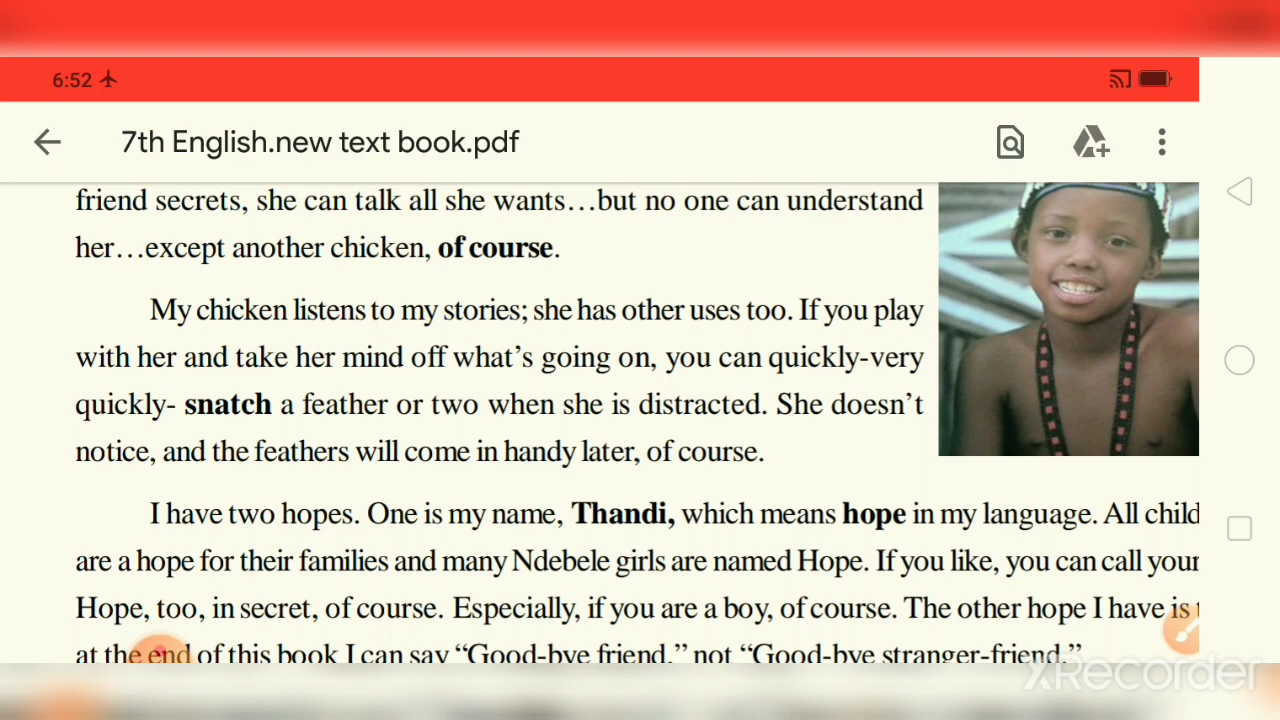 6:52
7th English.new text book.pdf
friend secrets, she can talk all she wants…but no one can understand
her…except another chicken, of course.
My chicken listens to my stories; she has other uses too. If you play
with her and take her mind off what’s going on, you can quickly-very
quickly- snatch a feather or two when she is distracted. She doesn’t
notice, and the feathers will come in handy later, of course.
I have two hopes. One is my name, Thandi, which means hope in my language. All child
are a hope for their families and many Ndebele girls are named Hope. If you like, you can call your
Hope, too, in secret, of course. Especially, if you are a boy, of course. The other hope I have is
at the end of this book I can say “Good-bye friend,” not “Good-bye stranger-friend.”
XRecorder